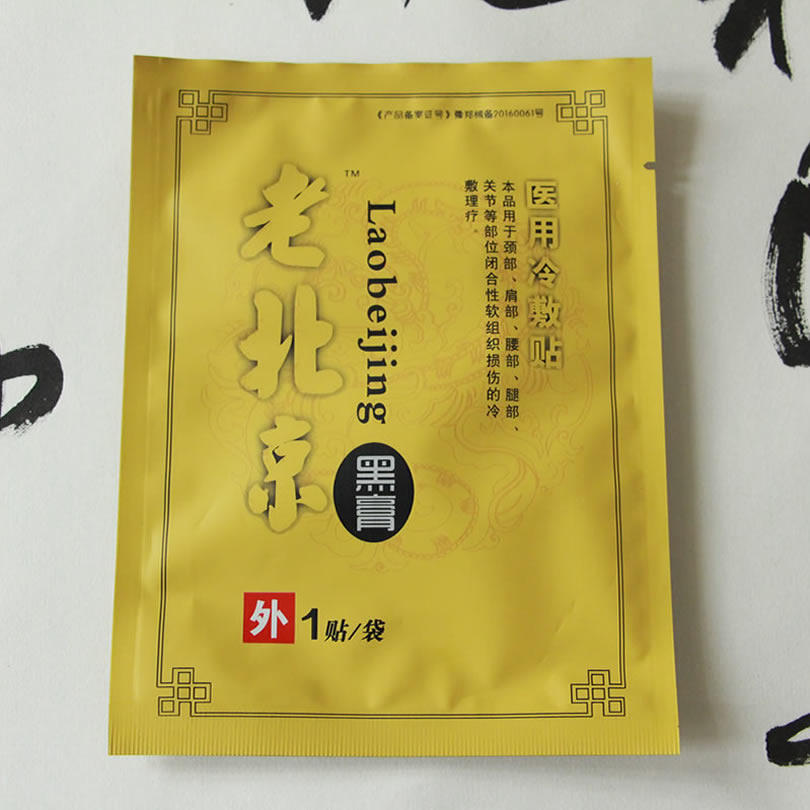 《产品备案证号》豫郑械备20160061号
医用冷敷贴
本品用于颈部、肩部、腰部、腿部、
关节等部位闭合性软组织损伤的冷
敷理疗。
老北京
TM
Laobeijing
黑膏
外 1贴/袋